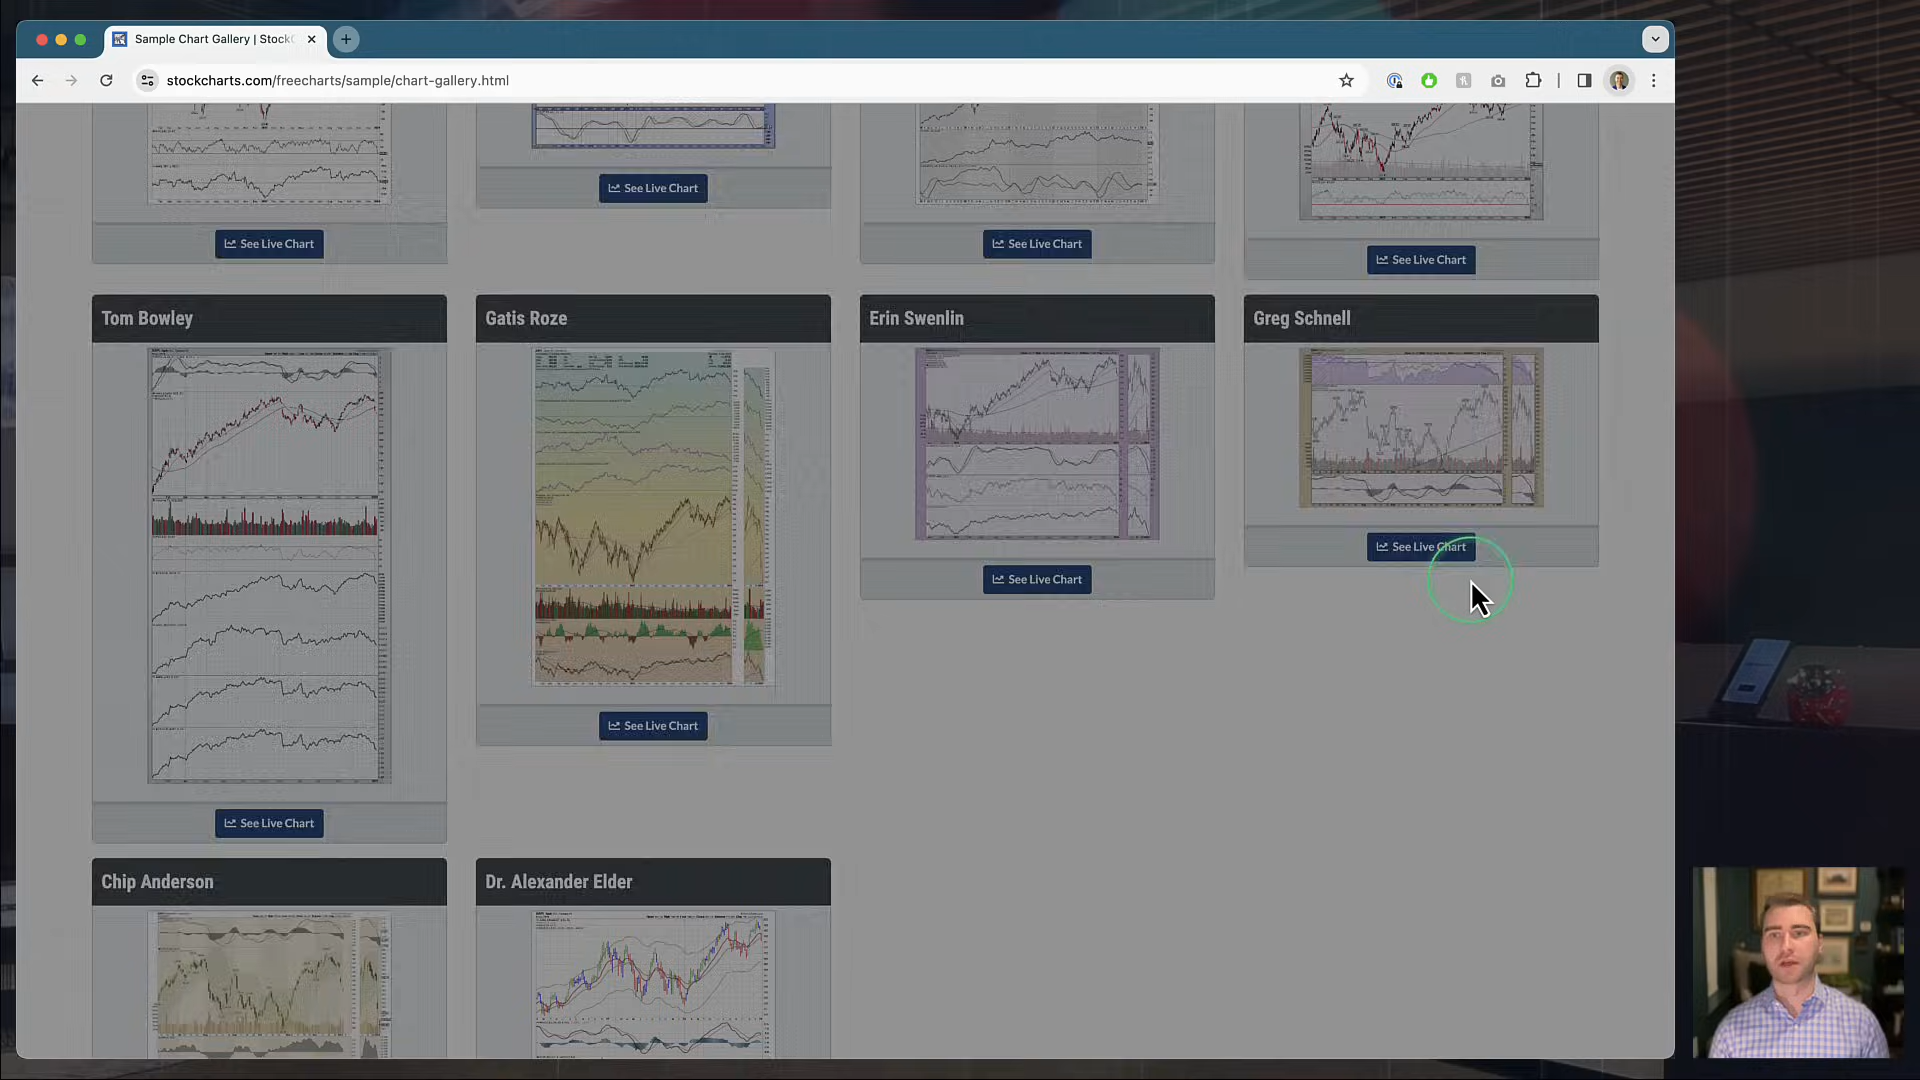 Sample Chart Gallery | StockC
stockcharts.com/freecharts/sample/chart-gallery.html
See Live Chart
See Live Chart
See Live Chart
See Live Chart
Tom Bowley
Gatis Roze
Erin Swenlin
Greg Schnell
See Live Chart
See Live Chart
See Live Chart
See Live Chart
Chip Anderson
Dr. Alexander Elder